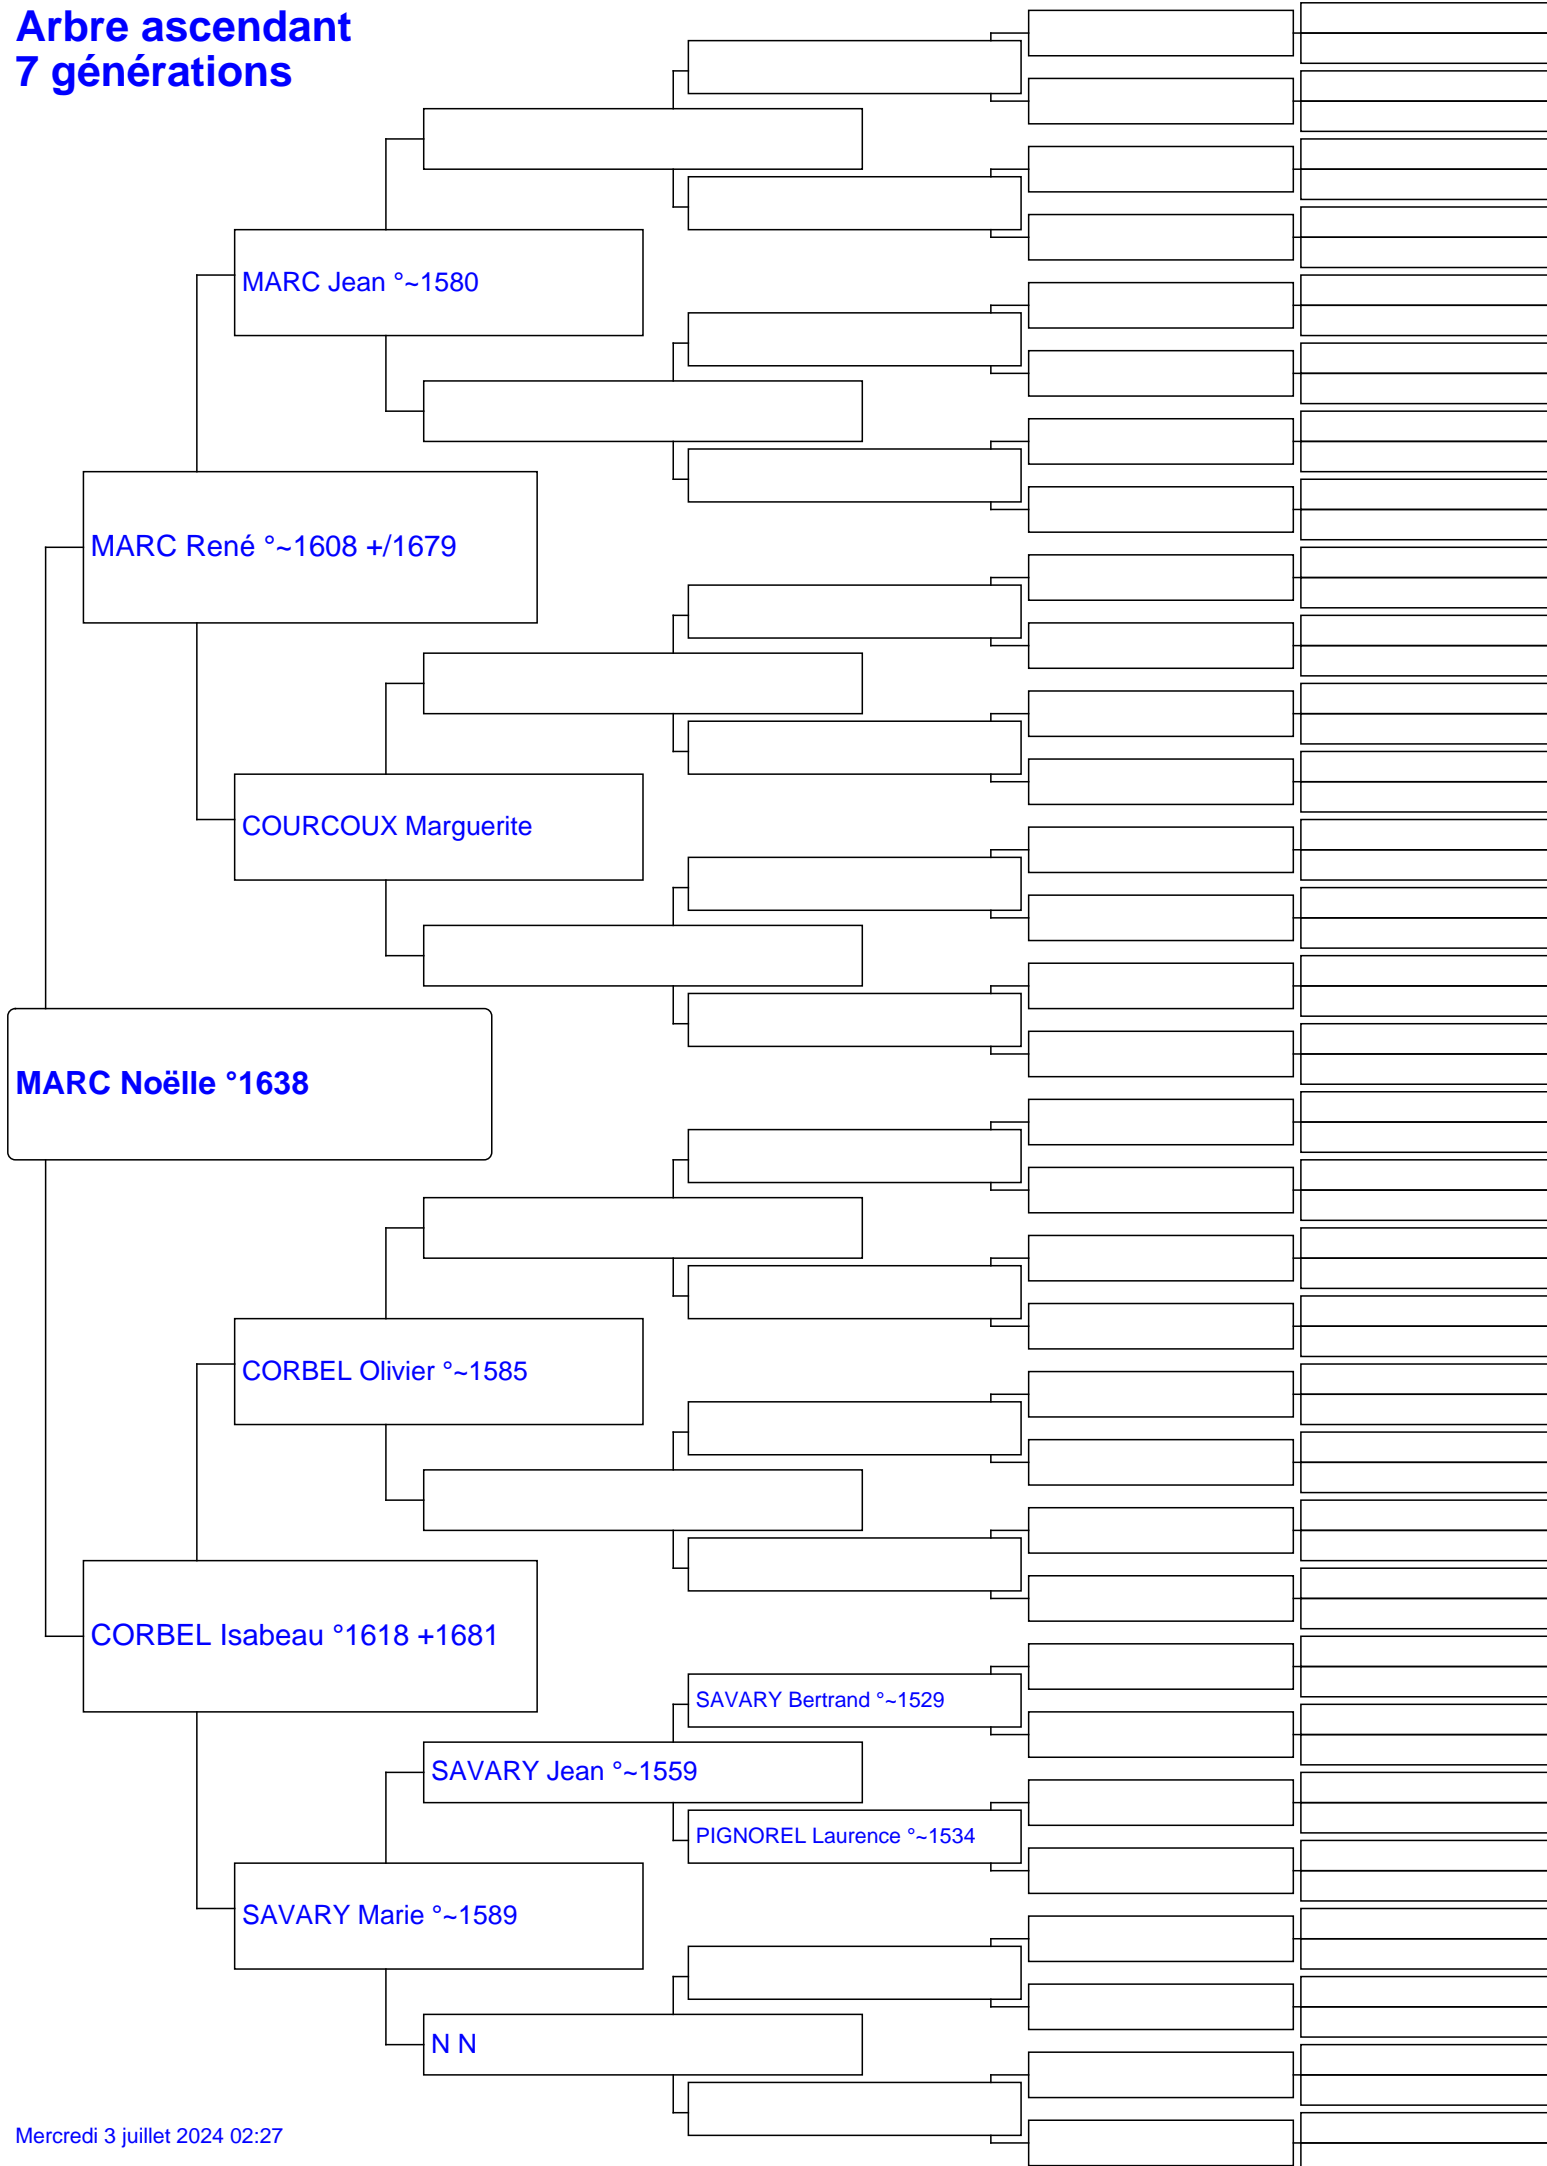 Arbre ascendant
7 générations
MARC Jean °~1580
MARC René °~1608 +/1679
COURCOUX Marguerite
MARC Noëlle °1638
CORBEL Olivier °~1585
CORBEL Isabeau °1618 +1681
SAVARY Bertrand °~1529
SAVARY Jean °~1559
PIGNOREL Laurence °~1534
SAVARY Marie °~1589
N N
Mercredi 3 juillet 2024 02:27